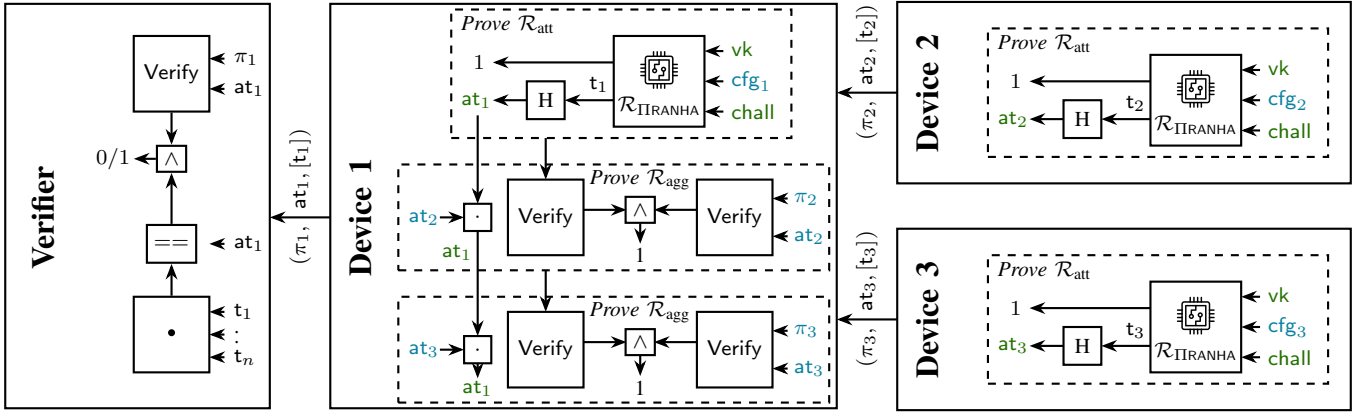 Verifier
Verify
π₁
at₁
0/1
∧
==
at₁
•
t₁
:
tₙ
(π₁, at₁, [t₁])
Device 1
Prove 𝓡att
1
at₁
H
t₁
𝓡ΠIRANHA
vk
cfg₁
chall
Prove 𝓡agg
at₂
·
at₁
Verify
∧
1
Verify
π₂
at₂
Prove 𝓡agg
at₃
·
at₁
Verify
∧
1
Verify
π₃
at₃
(π₂, at₂, [t₂])
(π₃, at₃, [t₃])
Device 2
Prove 𝓡att
1
at₂
H
t₂
𝓡ΠIRANHA
vk
cfg₂
chall
Device 3
Prove 𝓡att
1
at₃
H
t₃
𝓡ΠIRANHA
vk
cfg₃
chall